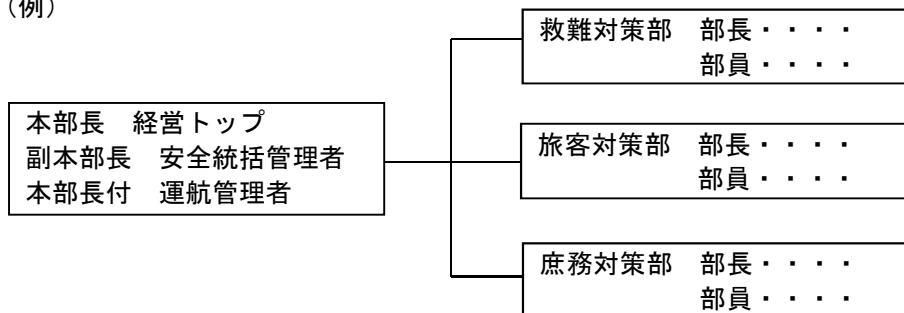 （例）
救難対策部　部長・・・・
部員・・・・
本部長　経営トップ
副本部長　安全統括管理者
本部長付　運航管理者
旅客対策部　部長・・・・
部員・・・・
庶務対策部　部長・・・・
部員・・・・